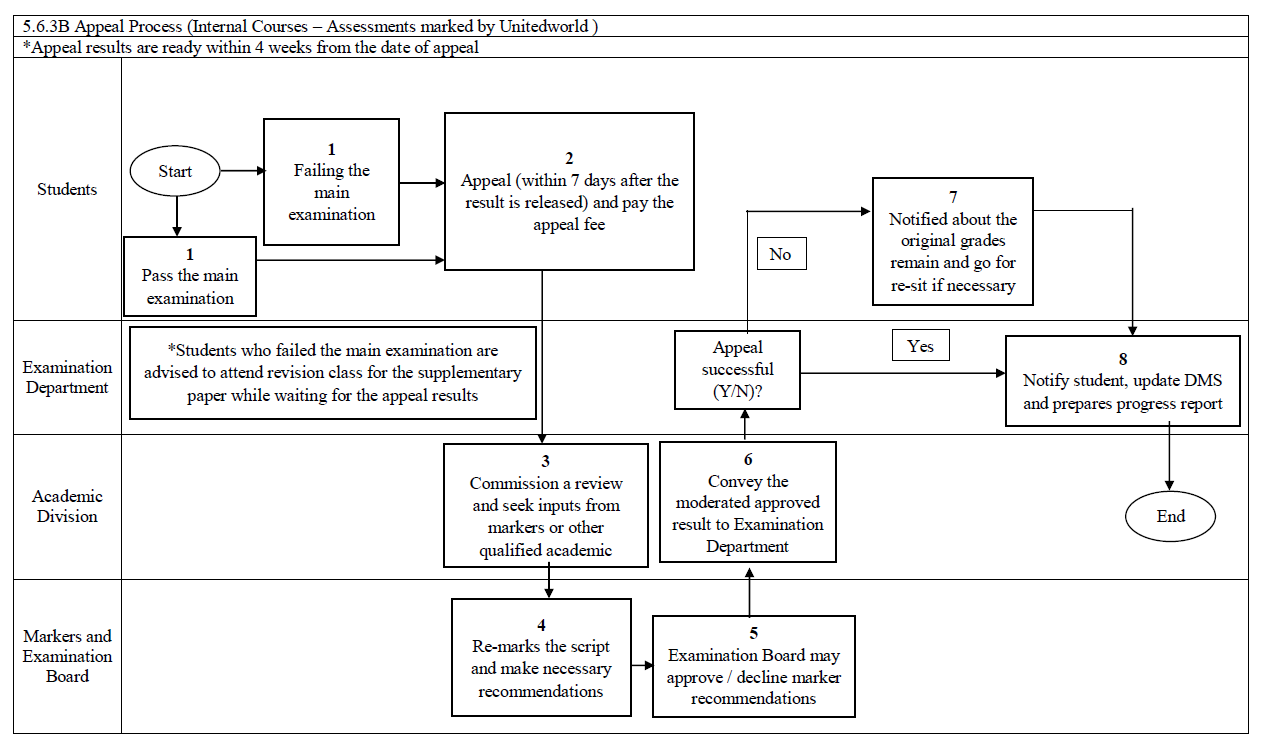 5.6.3B Appeal Process (Internal Courses – Assessments marked by Unitedworld )
*Appeal results are ready within 4 weeks from the date of appeal
Students
Start
1
Failing the
main
examination
1
Pass the main
examination
2
Appeal (within 7 days after the
result is released) and pay the
appeal fee
No
7
Notified about the
original grades
remain and go for
re-sit if necessary
Examination
Department
*Students who failed the main examination are
advised to attend revision class for the supplementary
paper while waiting for the appeal results
Appeal
successful
(Y/N)?
Yes
8
Notify student, update DMS
and prepares progress report
Academic
Division
3
Commission a review
and seek inputs from
markers or other
qualified academic
6
Convey the
moderated approved
result to Examination
Department
End
Markers and
Examination
Board
4
Re-marks the script
and make necessary
recommendations
5
Examination Board may
approve / decline marker
recommendations